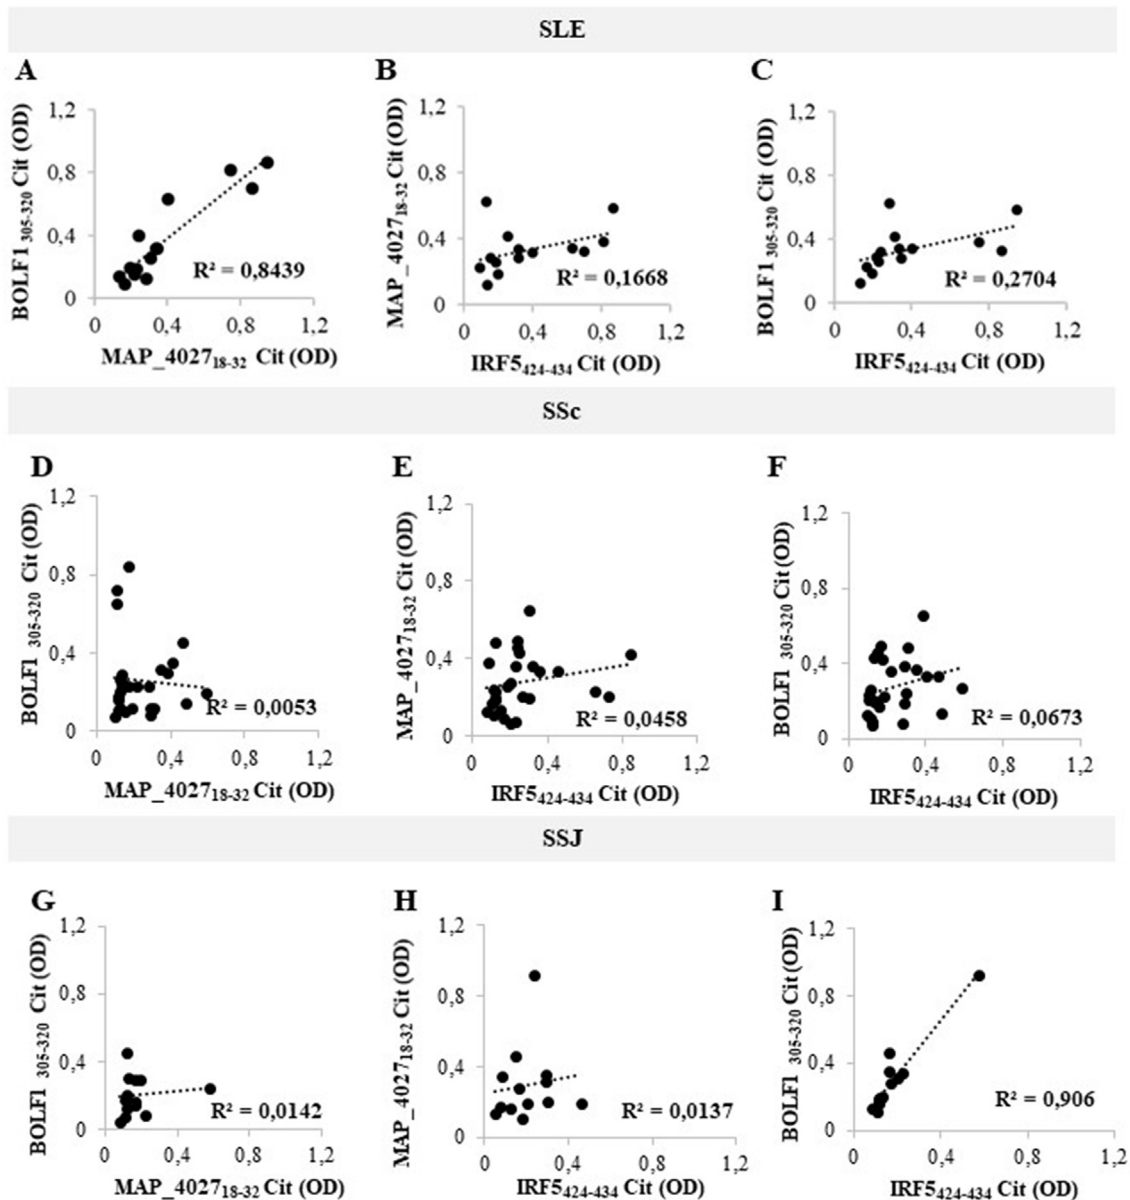 SLE
A
BOLF1 305-320 Cit (OD)
1,2
0,8
0,4
0
R² = 0,8439
0 0,4 0,8 1,2
MAP_4027 18-32 Cit (OD)
B
MAP_4027 18-32 Cit (OD)
1,2
0,8
0,4
0
R² = 0,1668
0 0,4 0,8 1,2
IRF5 424-434 Cit (OD)
C
BOLF1 305-320 Cit (OD)
1,2
0,8
0,4
0
R² = 0,2704
0 0,4 0,8 1,2
IRF5 424-434 Cit (OD)
SSc
D
BOLF1 305-320 Cit (OD)
1,2
0,8
0,4
0
R² = 0,0053
0 0,4 0,8 1,2
MAP_4027 18-32 Cit (OD)
E
MAP_4027 18-32 Cit (OD)
1,2
0,8
0,4
0
R² = 0,0458
0 0,4 0,8 1,2
IRF5 424-434 Cit (OD)
F
BOLF1 305-320 Cit (OD)
1,2
0,8
0,4
0
R² = 0,0673
0 0,4 0,8 1,2
IRF5 424-434 Cit (OD)
SSJ
G
BOLF1 305-320 Cit (OD)
1,2
0,8
0,4
0
R² = 0,0142
0 0,4 0,8 1,2
MAP_4027 18-32 Cit (OD)
H
MAP_4027 18-32 Cit (OD)
1,2
0,8
0,4
0
R² = 0,0137
0 0,4 0,8 1,2
IRF5 424-434 Cit (OD)
I
BOLF1 305-320 Cit (OD)
1,2
0,8
0,4
0
R² = 0,906
0 0,4 0,8 1,2
IRF5 424-434 Cit (OD)